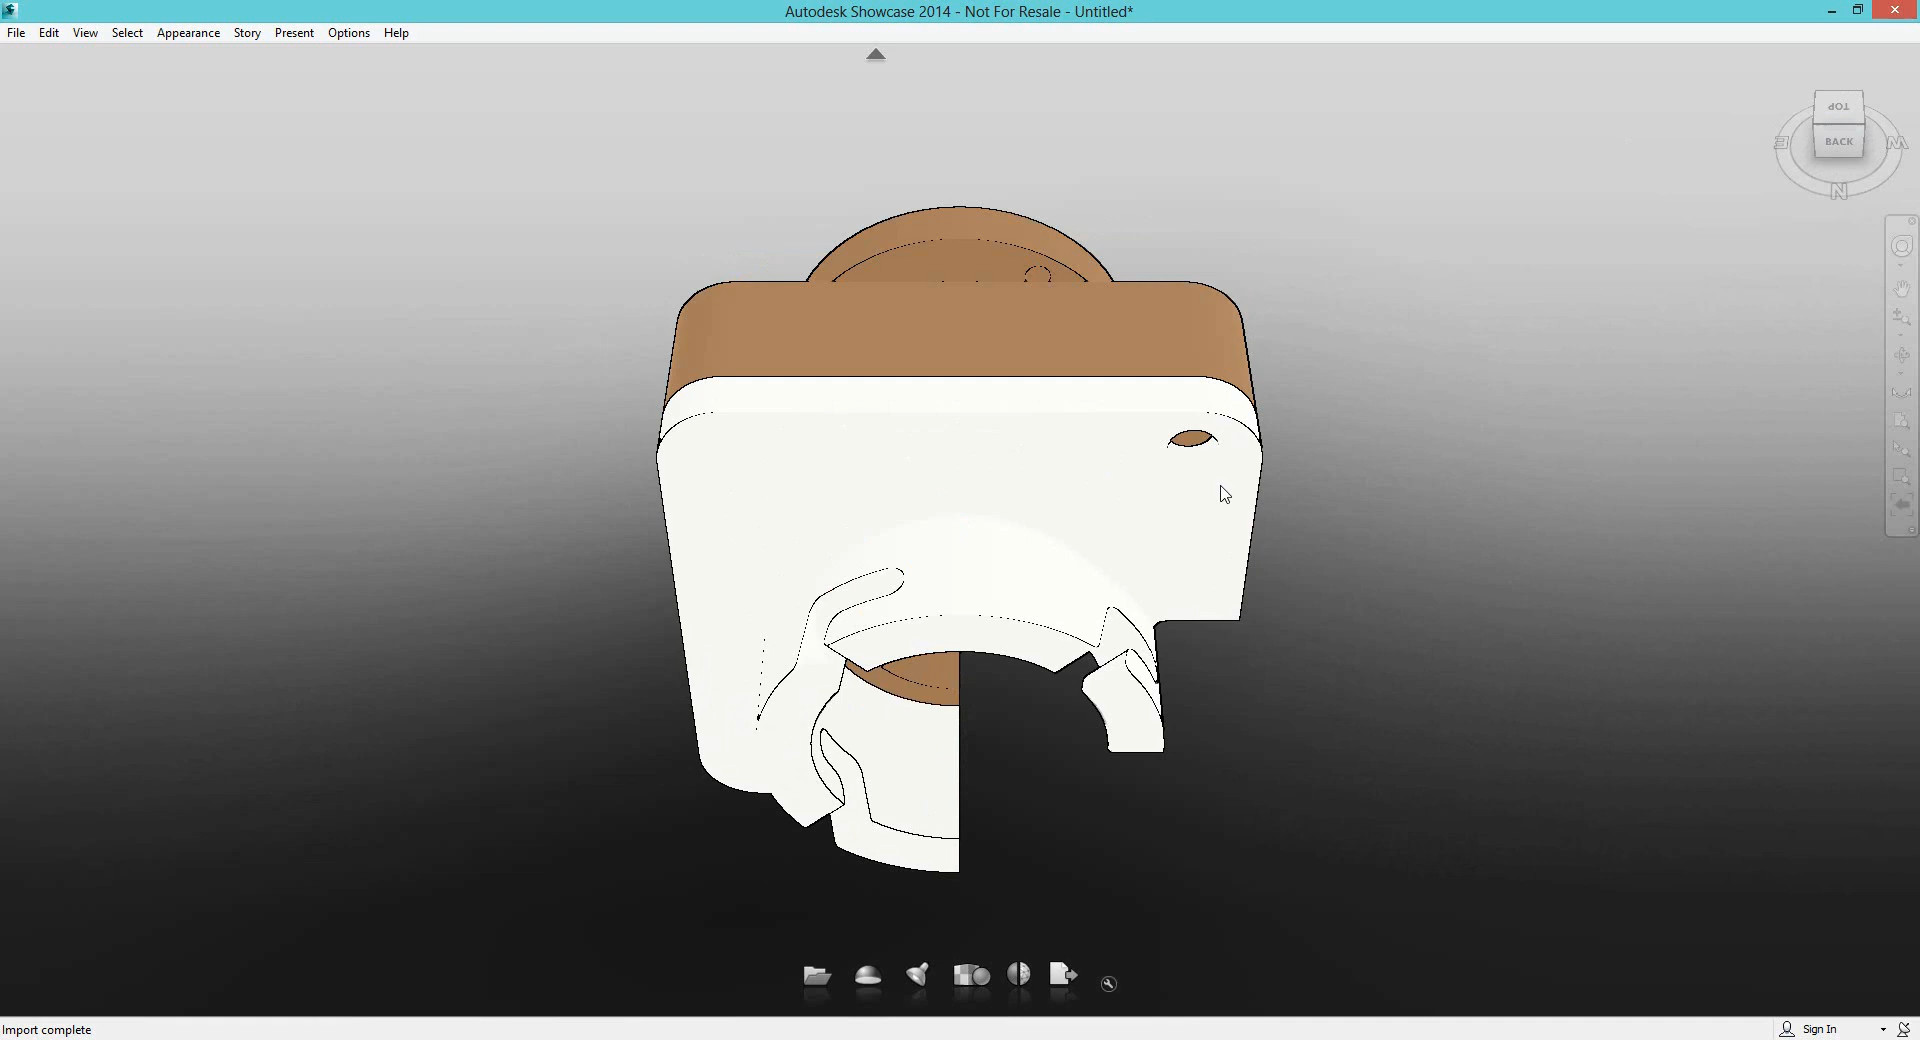 Autodesk Showcase 2014 - Not For Resale - Untitled*
File Edit View Select Appearance Story Present Options Help
TOP
BACK
E
W
N
Import complete
Sign In